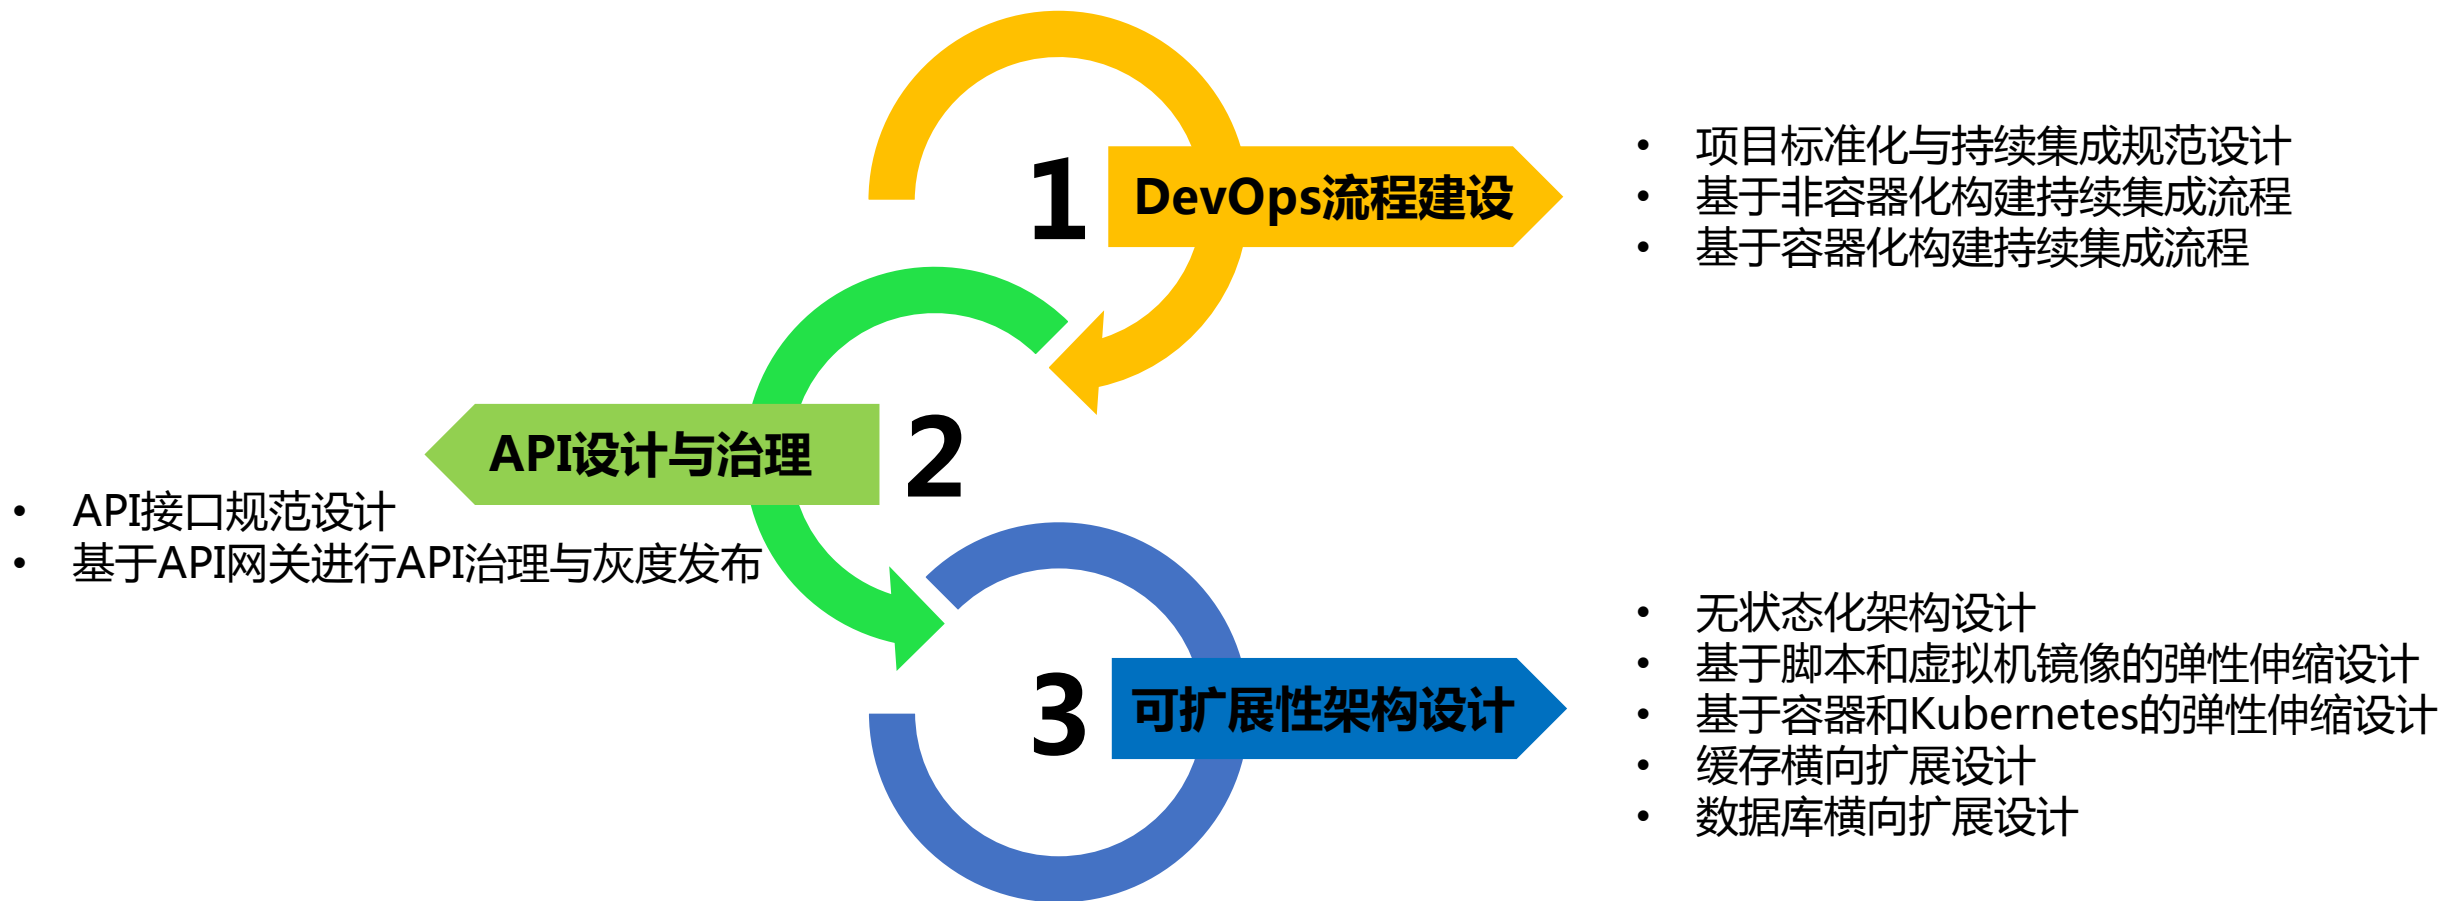 1
DevOps流程建设
• 项目标准化与持续集成规范设计
• 基于非容器化构建持续集成流程
• 基于容器化构建持续集成流程
API设计与治理
2
• API接口规范设计
• 基于API网关进行API治理与灰度发布
3
可扩展性架构设计
• 无状态化架构设计
• 基于脚本和虚拟机镜像的弹性伸缩设计
• 基于容器和Kubernetes的弹性伸缩设计
• 缓存横向扩展设计
• 数据库横向扩展设计